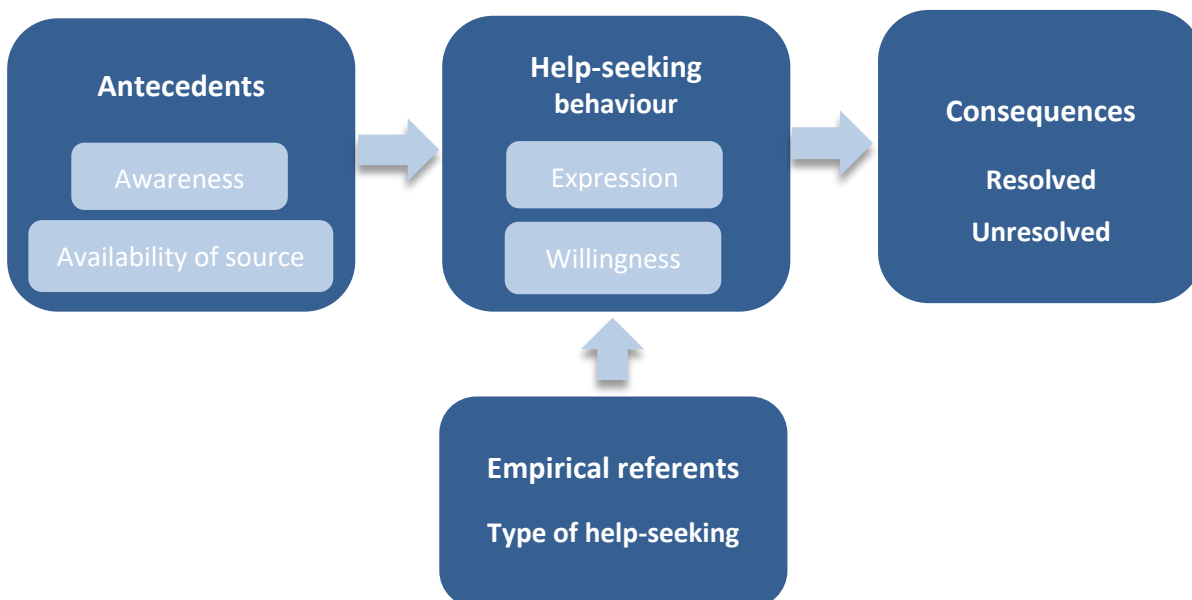 Antecedents
Awareness
Availability of source
Help-seeking
behaviour
Expression
Willingness
Consequences
Resolved
Unresolved
Empirical referents
Type of help-seeking